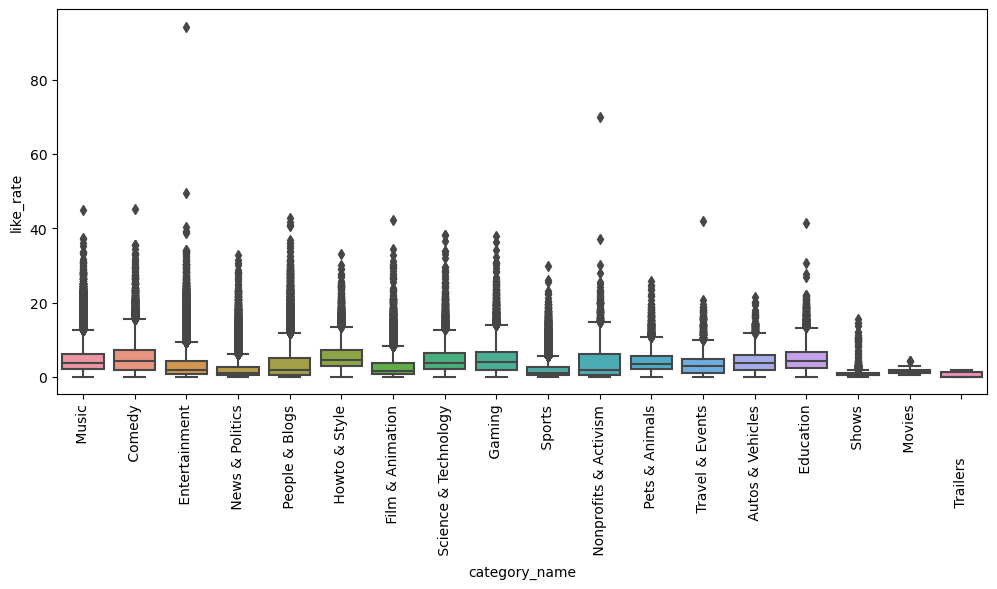 80
60
40
20
0
like_rate
Music
Comedy
Entertainment
News & Politics
People & Blogs
Howto & Style
Film & Animation
Science & Technology
Gaming
Sports
Nonprofits & Activism
Pets & Animals
Travel & Events
Autos & Vehicles
Education
Shows
Movies
Trailers
category_name